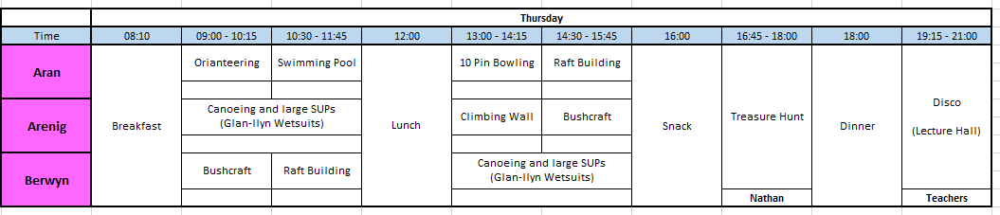 Thursday
Time 08:10 09:00 - 10:15 10:30 - 11:45 12:00 13:00 - 14:15 14:30 - 15:45 16:00 16:45 - 18:00 18:00 19:15 - 21:00
Aran Orianteering Swimming Pool 10 Pin Bowling Raft Building
Arenig Breakfast Canoeing and large SUPs
(Glan-llyn Wetsuits) Lunch Climbing Wall Bushcraft Snack Treasure Hunt Dinner Disco
(Lecture Hall)
Berwyn Bushcraft Raft Building Canoeing and large SUPs
(Glan-llyn Wetsuits)
Nathan Teachers